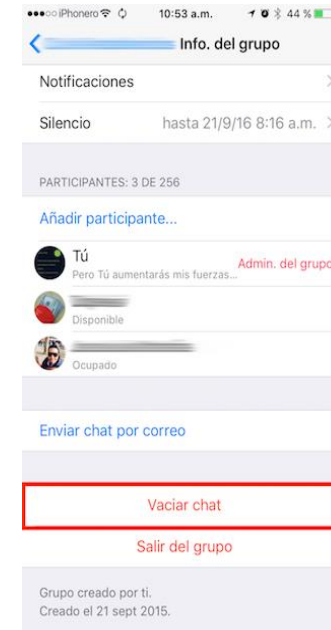 iPhonero 10:53 a.m. 44 %
Info. del grupo
Notificaciones
Silencio hasta 21/9/16 8:16 a.m.
PARTICIPANTES: 3 DE 256
Añadir participante...
Tú
Admin. del grupo
Pero Tú aumentarás mis fuerzas...
Disponible
Ocupado
Enviar chat por correo
Vaciar chat
Salir del grupo
Grupo creado por ti.
Creado el 21 sept 2015.